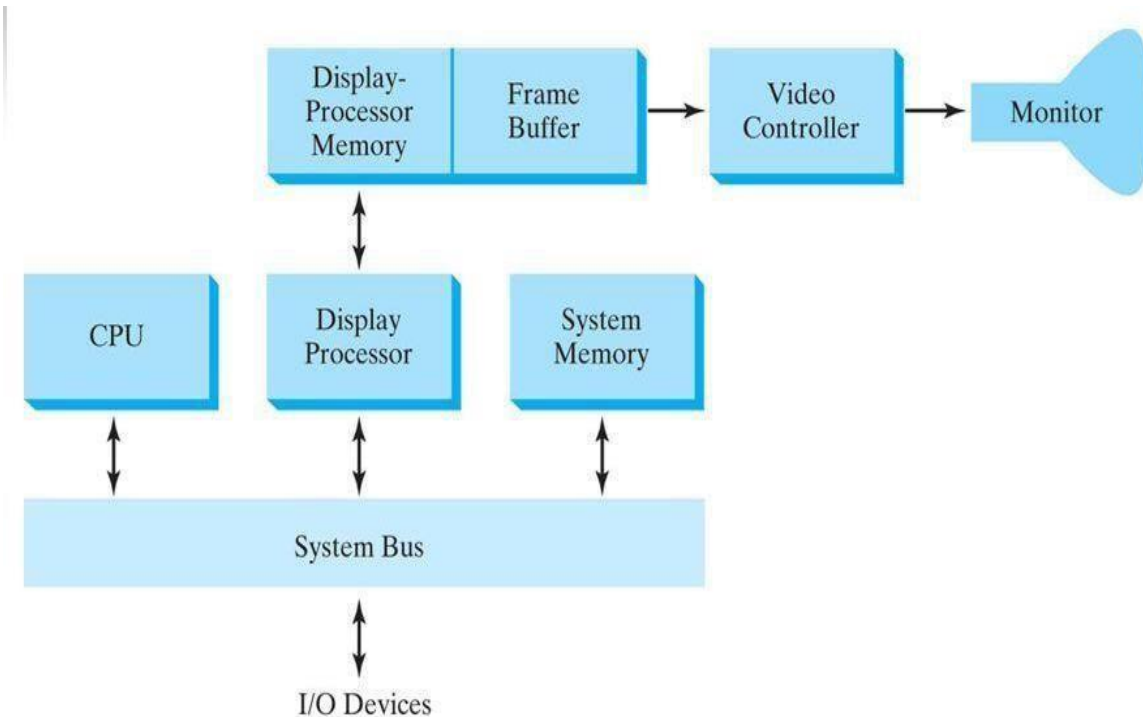 Display-
Processor
Memory
Frame
Buffer
Video
Controller
Monitor
CPU
Display
Processor
System
Memory
System Bus
I/O Devices